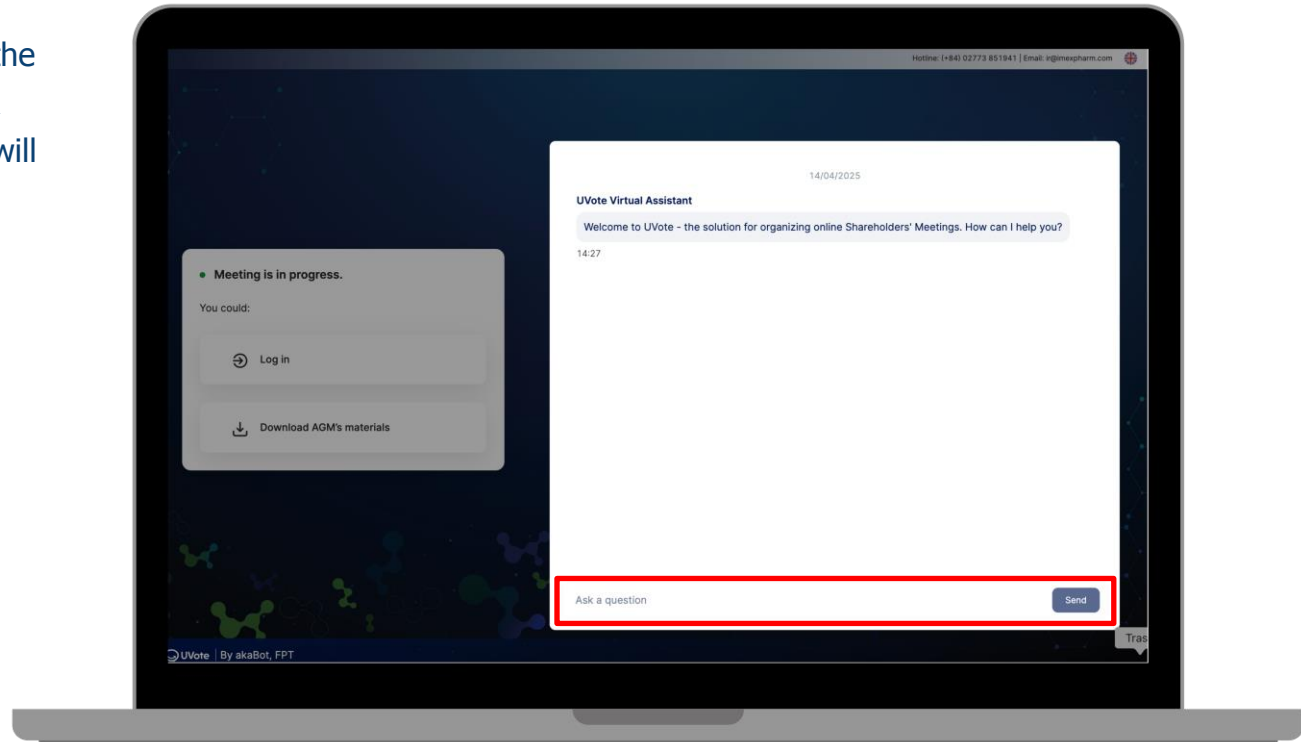 the
will
Hotline: (+84) 02773 851941 | Email: ir@imexpharm.com
14/04/2025
UVote Virtual Assistant
Welcome to UVote - the solution for organizing online Shareholders' Meetings. How can I help you?
14:27
Meeting is in progress.
You could:
Log in
Download AGM's materials
Ask a question
Send
Tras
UVote | By akaBot, FPT